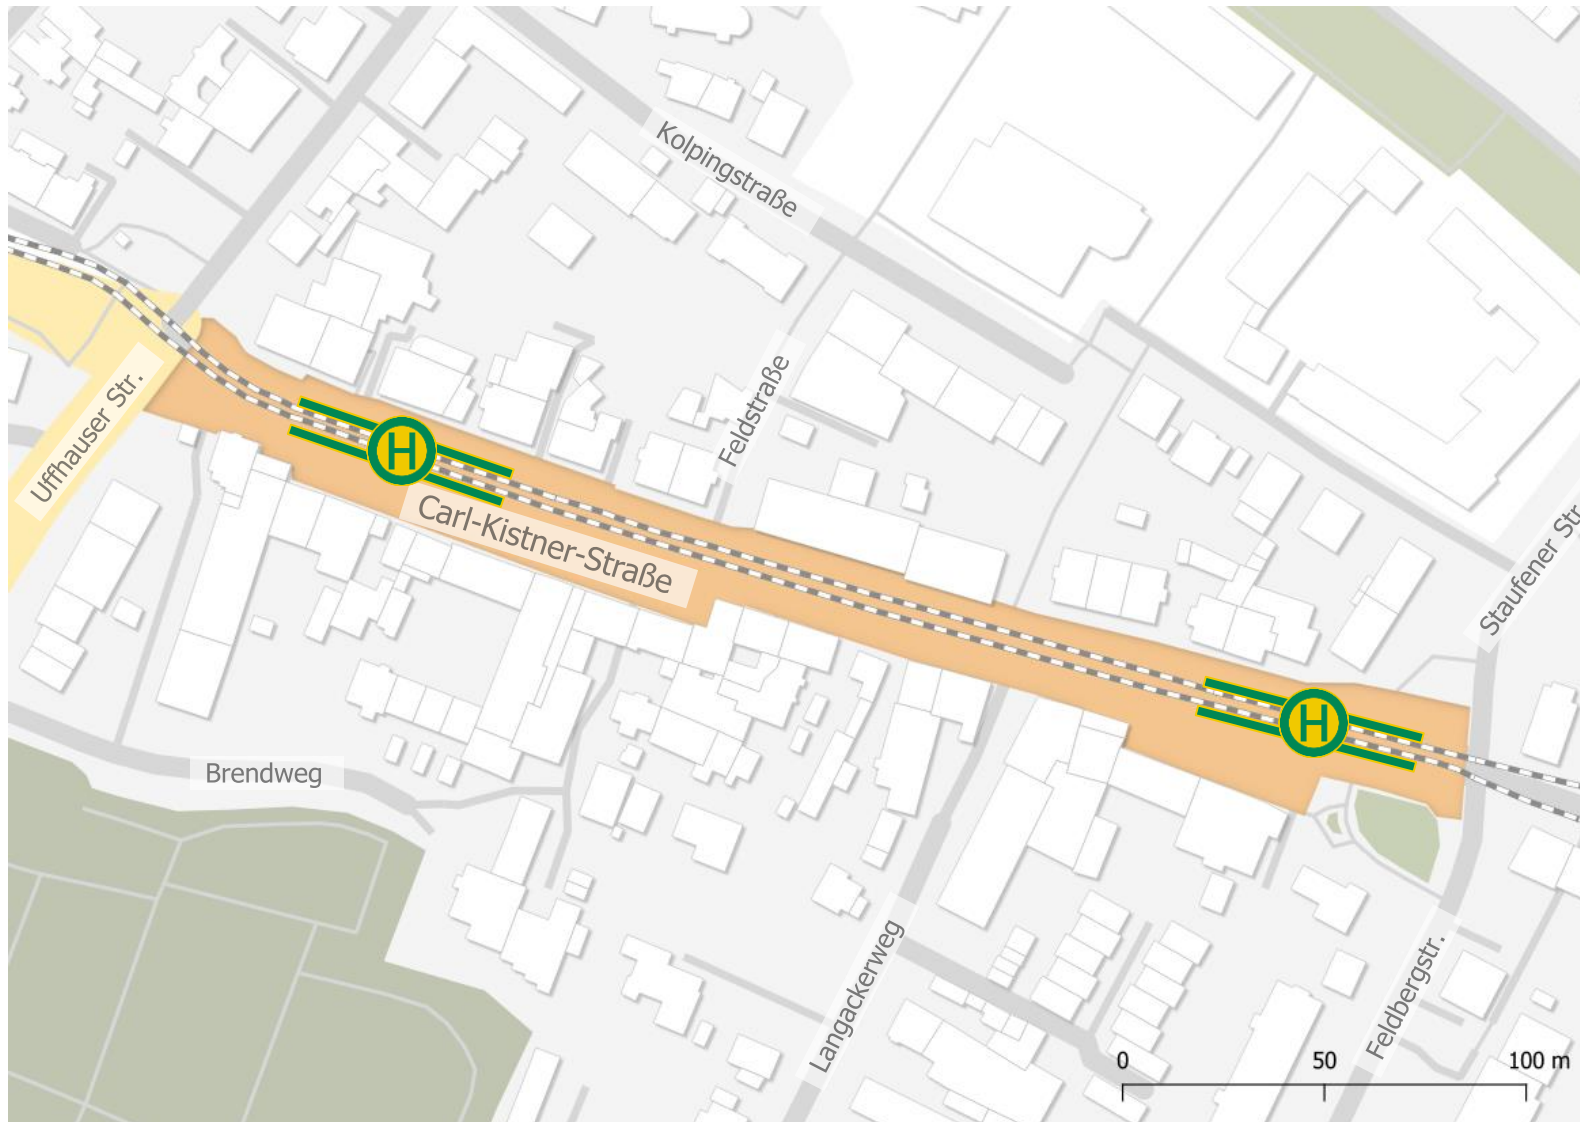 Kolpingstraße
Uffhauser Str.
Feldstraße
H
Carl-Kistner-Straße
Staufener Str.
H
Brendweg
Langackerweg
Feldbergstr.
0 50 100 m